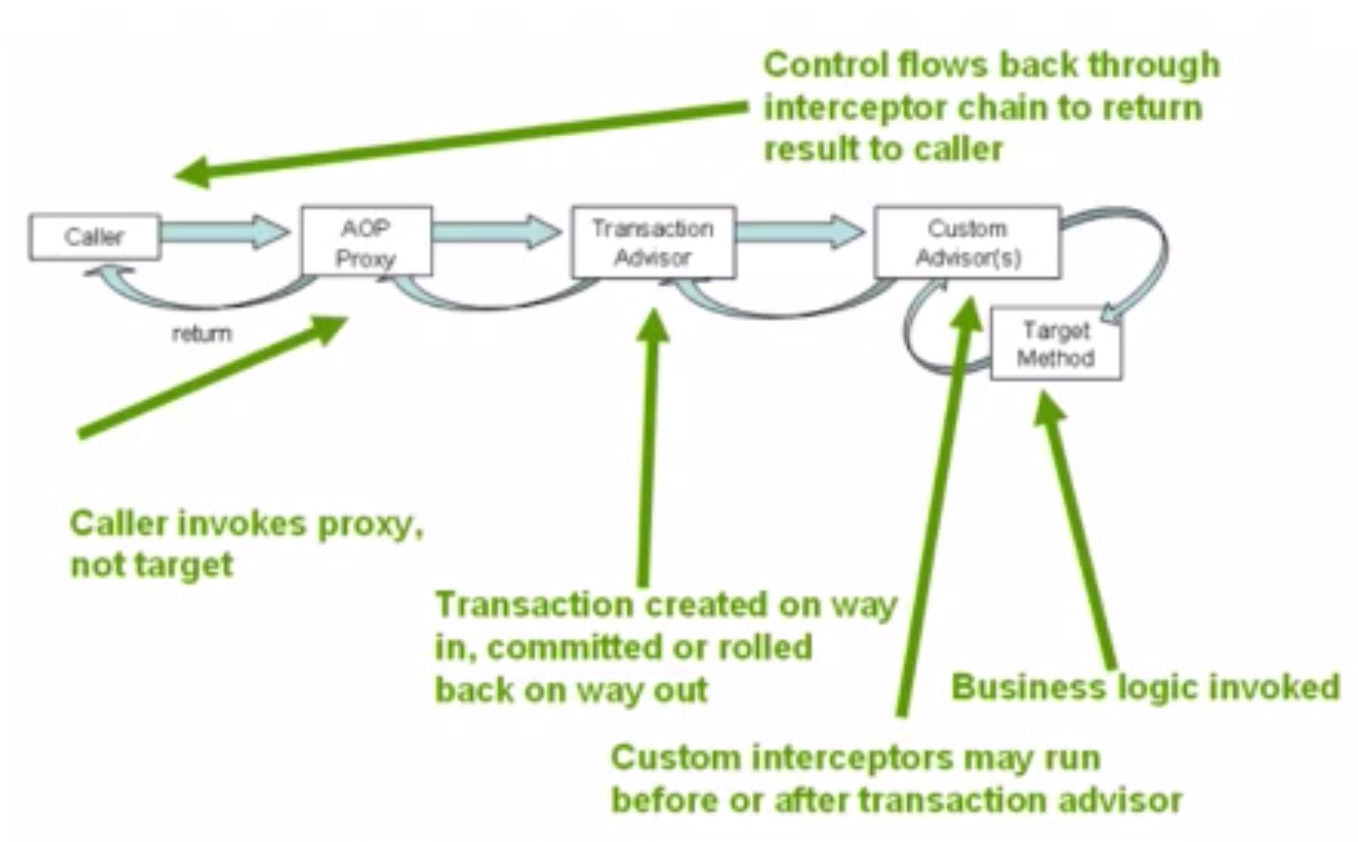 Control flows back through
interceptor chain to return
result to caller
Caller
AOP
Proxy
Transaction
Advisor
Custom
Advisor(s)
return
Target
Method
Caller invokes proxy,
not target
Transaction created on way
in, committed or rolled
back on way out
Business logic invoked
Custom interceptors may run
before or after transaction advisor